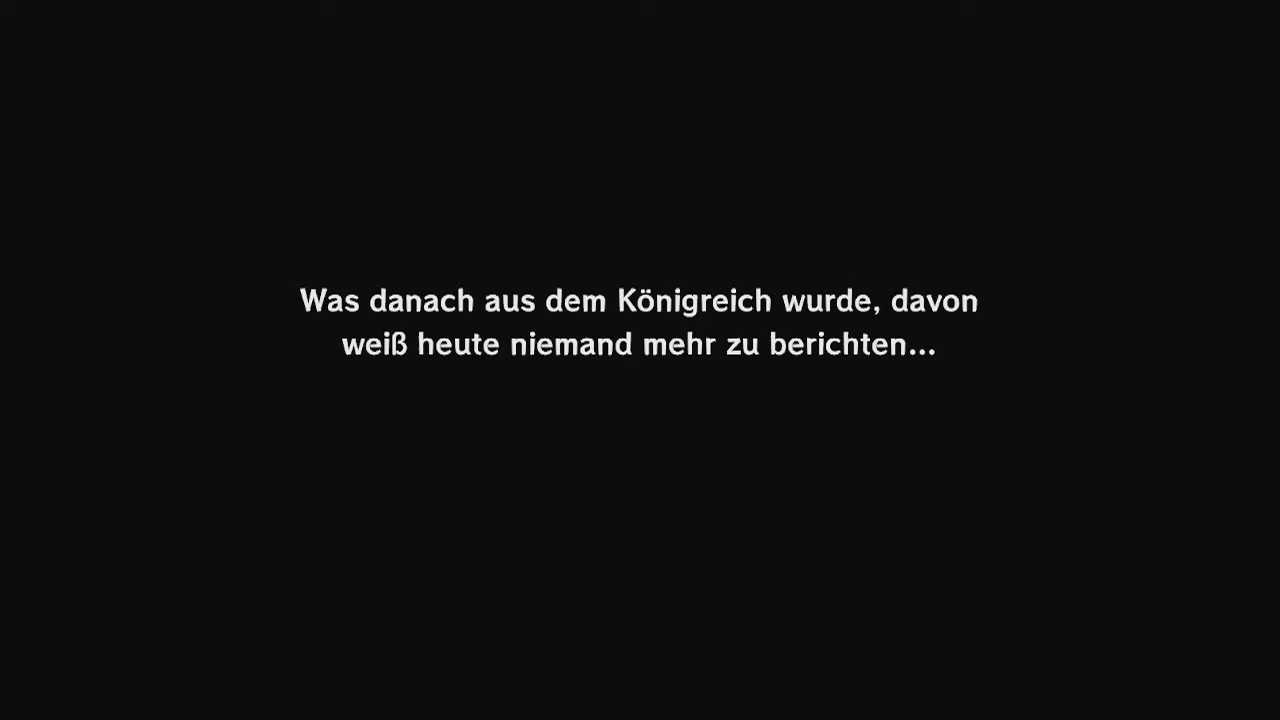 Was danach aus dem Königreich wurde, davon
weiß heute niemand mehr zu berichten...